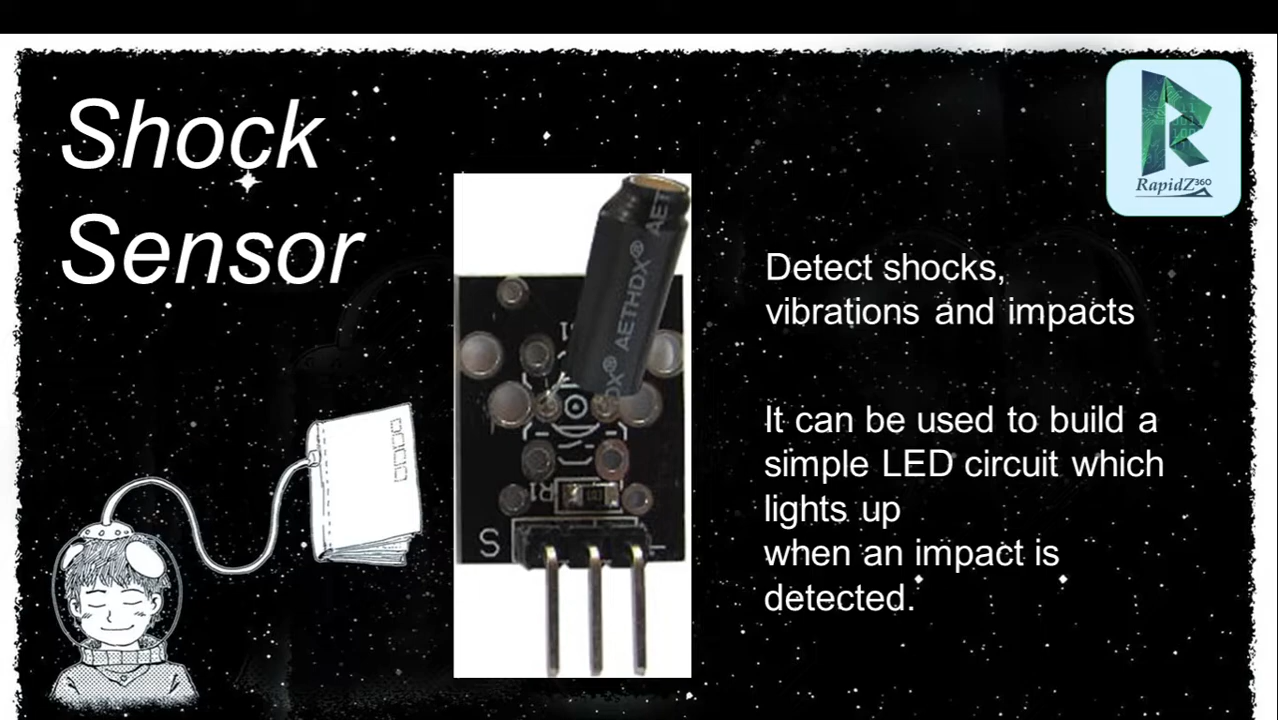 Shock
Sensor
RapidZ360
Detect shocks,
vibrations and impacts
It can be used to build a
simple LED circuit which
lights up
when an impact is
detected.
AETHDX®
R1
S